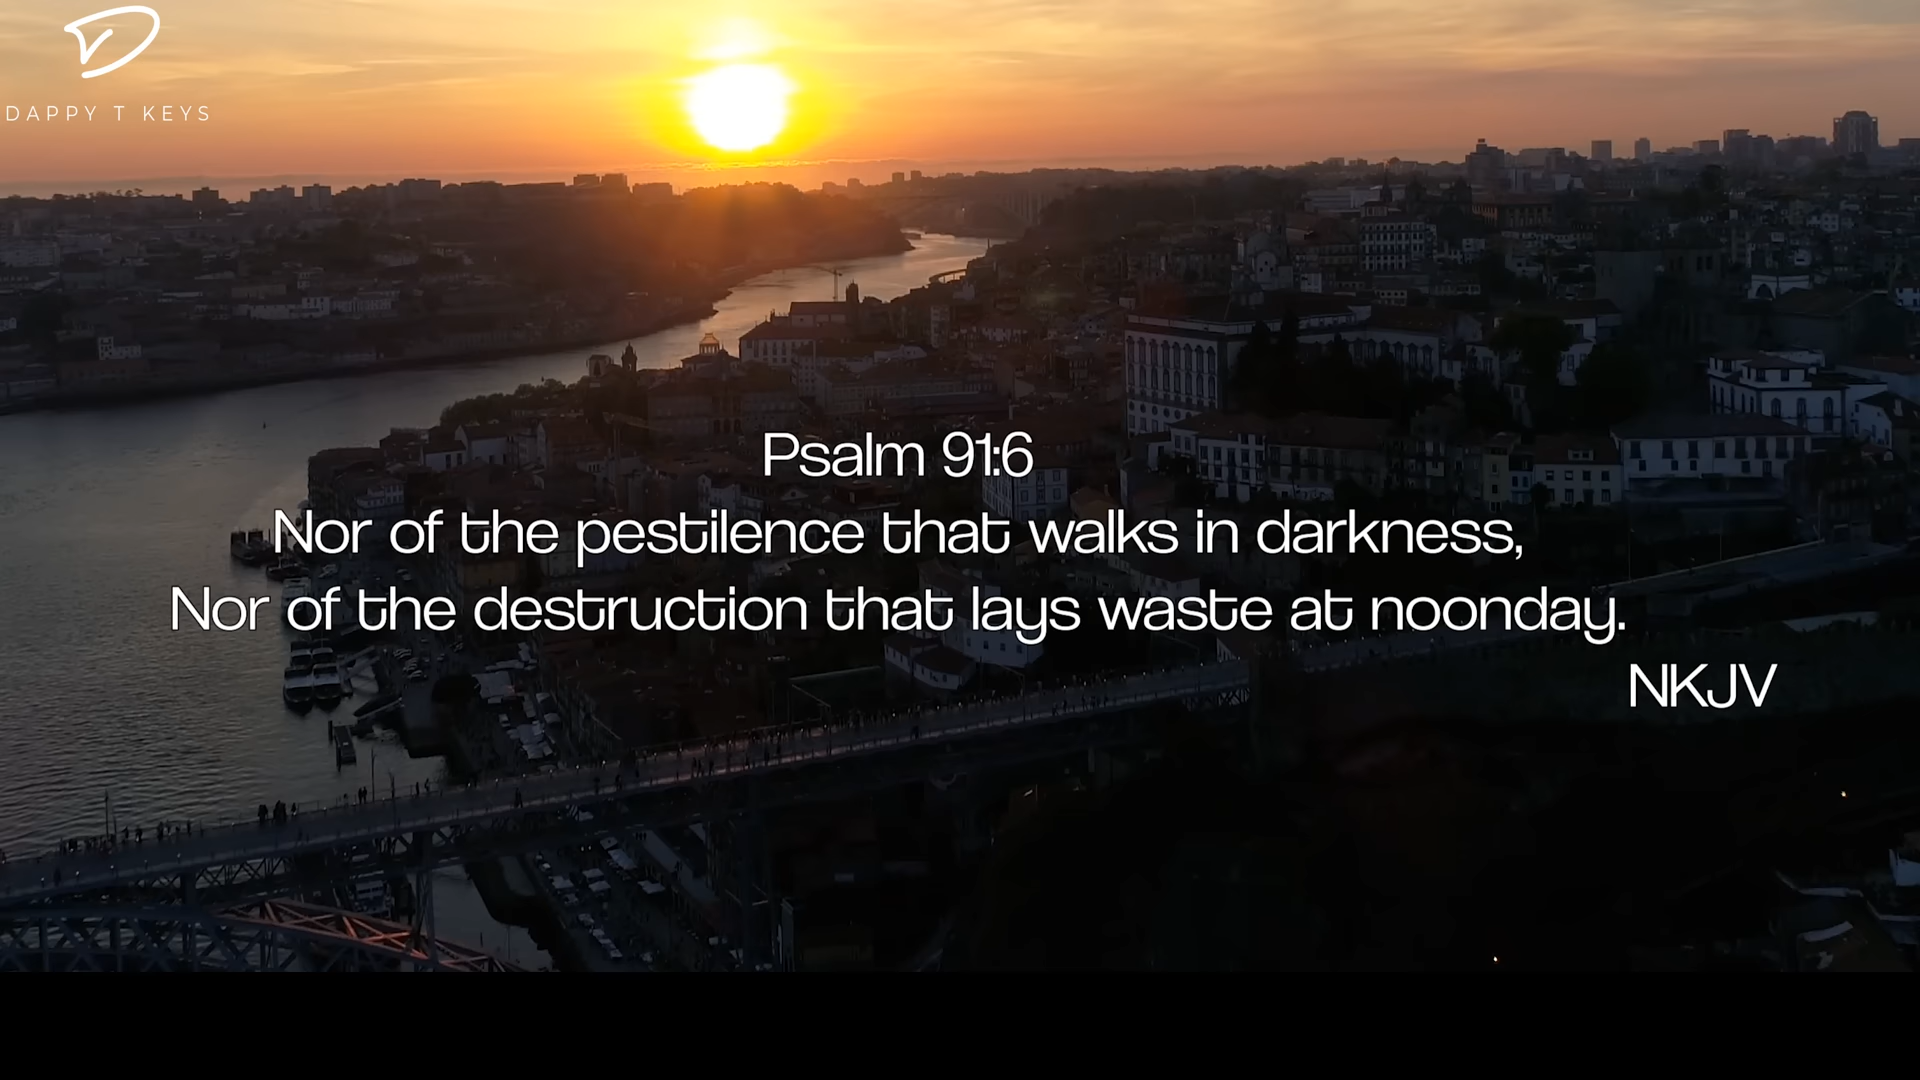 DAPPY T KEYS
Psalm 91:6
Nor of the pestilence that walks in darkness,
Nor of the destruction that lays waste at noonday.
NKJV